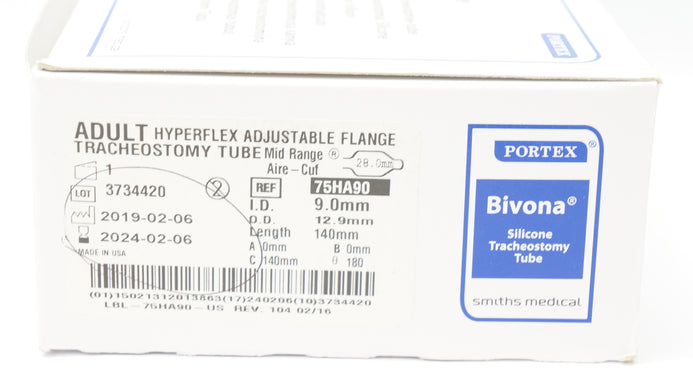 PORTEX
ADULT HYPERFLEX ADJUSTABLE FLANGE
TRACHEOSTOMY TUBE Mid Range ®
Aire-Cuf
28.0mm
1
LOT 3734420
2
2019-02-06
2024-02-06
MADE IN USA
REF 75HA90
I.D. 9.0mm
O.D. 12.9mm
Length 140mm
A 0mm B 0mm
C 140mm θ 180
(01)15021312013863(17)240206(10)3734420
LBL-75HA90-US REV. 104 02/16
PORTEX®
Bivona®
Silicone
Tracheostomy
Tube
smiths medical